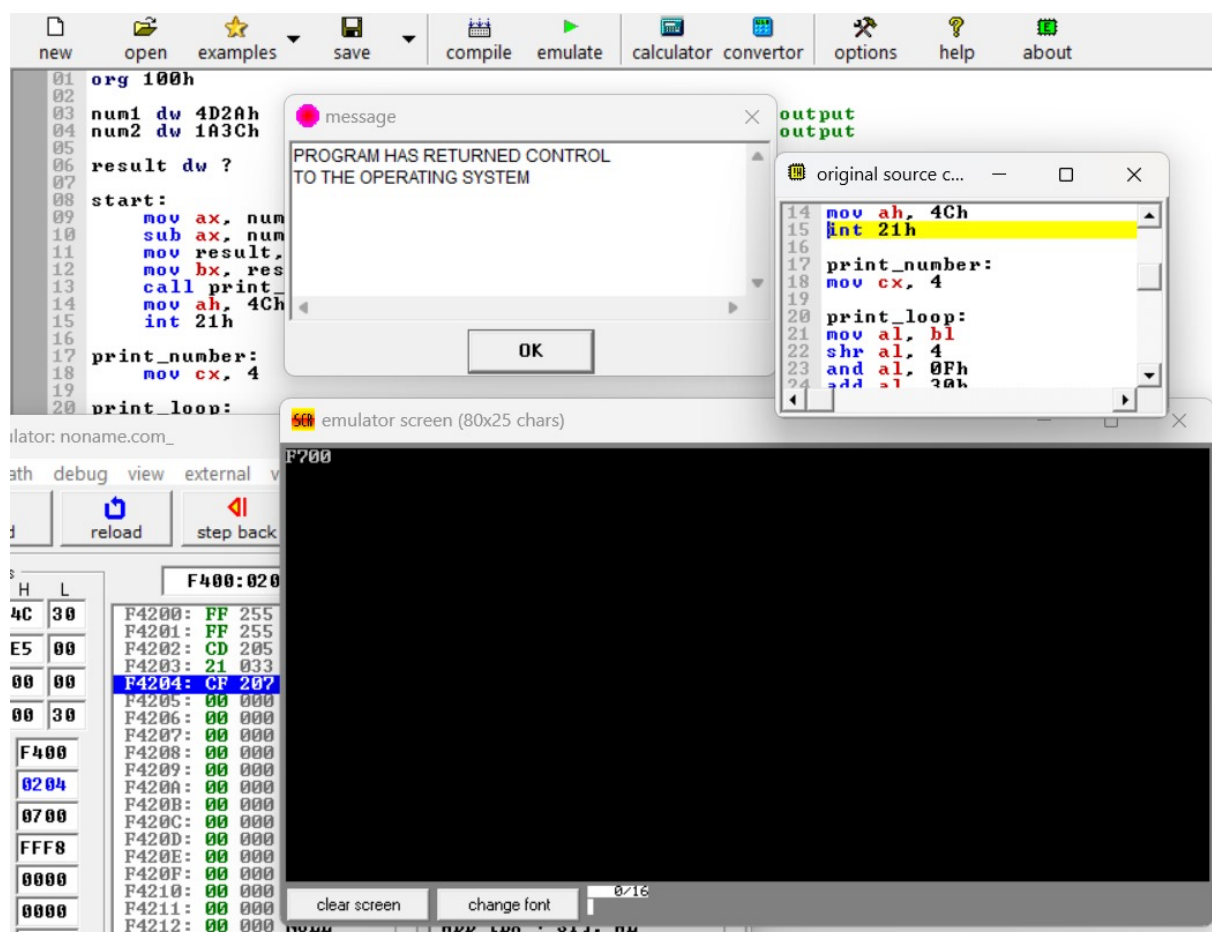 new open examples save compile emulate calculator convertor options help about
01 org 100h
02
03 num1 dw 4D2Ah output
04 num2 dw 1A3Ch output
05
06 result dw ?
07
08 start:
09 mov ax, num
10 sub ax, num
11 mov result,
12 mov bx, res
13 call print_
14 mov ah, 4Ch
15 int 21h
16
17 print_number:
18 mov cx, 4
19
20 print_loop:
message
PROGRAM HAS RETURNED CONTROL
TO THE OPERATING SYSTEM
OK
original source c...
14 mov ah, 4Ch
15 int 21h
16
17 print_number:
18 mov cx, 4
19
20 print_loop:
21 mov al, bl
22 shr al, 4
23 and al, 0Fh
24 add al, 30h
ulator: noname.com_
ath debug view external v
reload step back
H L
4C 30
E5 00
00 00
00 30
F400
0204
0700
FFF8
0000
0000
F400:020
F4200: FF 255
F4201: FF 255
F4202: CD 205
F4203: 21 033
F4204: CF 207
F4205: 00 000
F4206: 00 000
F4207: 00 000
F4208: 00 000
F4209: 00 000
F420A: 00 000
F420B: 00 000
F420C: 00 000
F420D: 00 000
F420E: 00 000
F420F: 00 000
F4210: 00 000
F4211: 00 000
F4212: 00 000
SCR emulator screen (80x25 chars)
F700
clear screen change font 0/16